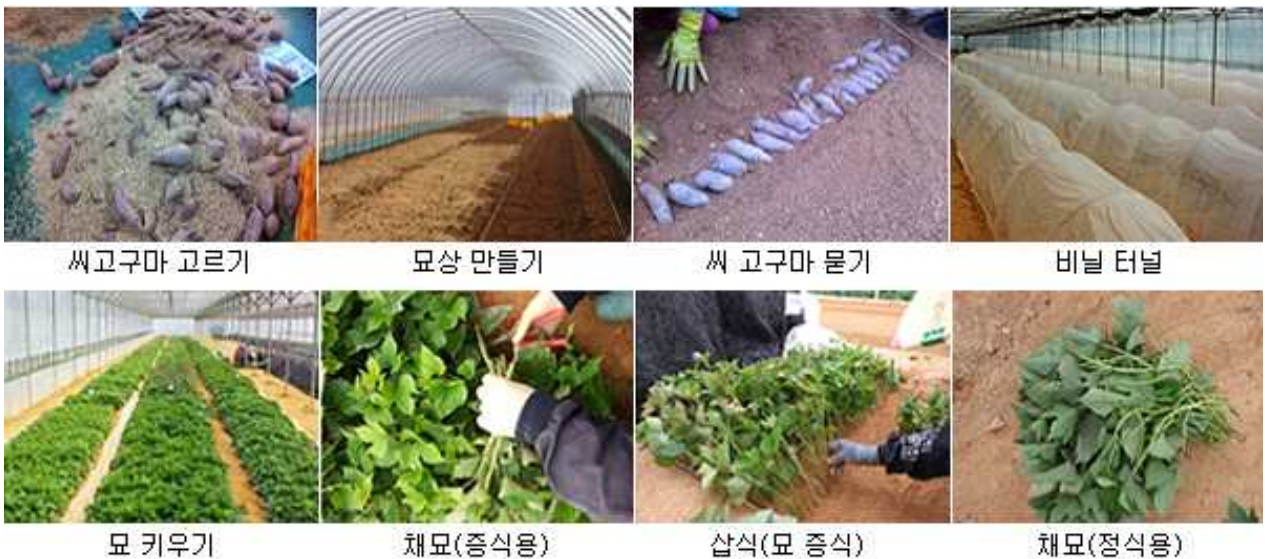 씨고구마 고르기
묘상 만들기
씨 고구마 묻기
비닐 터널
묘 키우기
채묘(증식용)
삽식(묘 증식)
채묘(정식용)